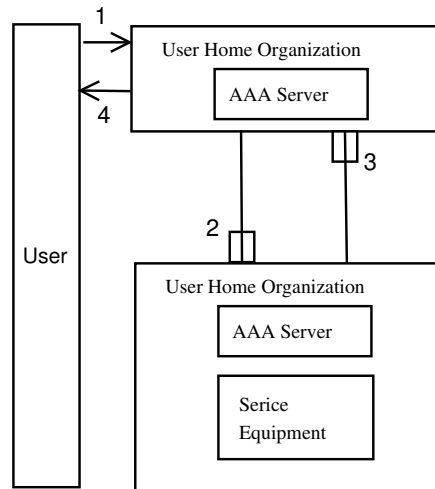 1
User Home Organization
AAA Server
4
3
2
User
User Home Organization
AAA Server
Serice
Equipment